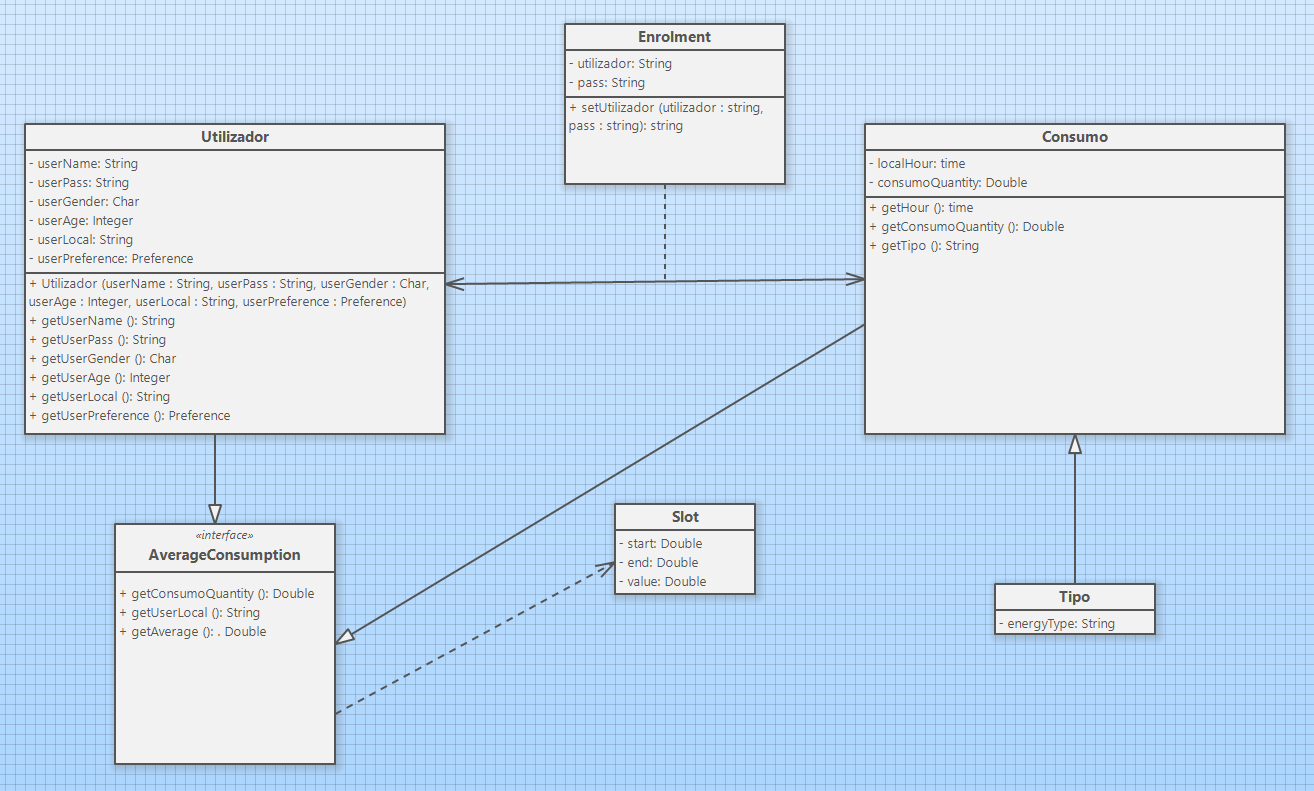 Enrolment
- utilizador: String
- pass: String
+ setUtilizador (utilizador : string,
pass : string): string
Utilizador
- userName: String
- userPass: String
- userGender: Char
- userAge: Integer
- userLocal: String
- userPreference: Preference
+ Utilizador (userName : String, userPass : String, userGender : Char,
userAge : Integer, userLocal : String, userPreference : Preference)
+ getUserName (): String
+ getUserPass (): String
+ getUserGender (): Char
+ getUserAge (): Integer
+ getUserLocal (): String
+ getUserPreference (): Preference
Consumo
- localHour: time
- consumoQuantity: Double
+ getHour (): time
+ getConsumoQuantity (): Double
+ getTipo (): String
«interface»
AverageConsumption
+ getConsumoQuantity (): Double
+ getUserLocal (): String
+ getAverage (): . Double
Slot
- start: Double
- end: Double
- value: Double
Tipo
- energyType: String